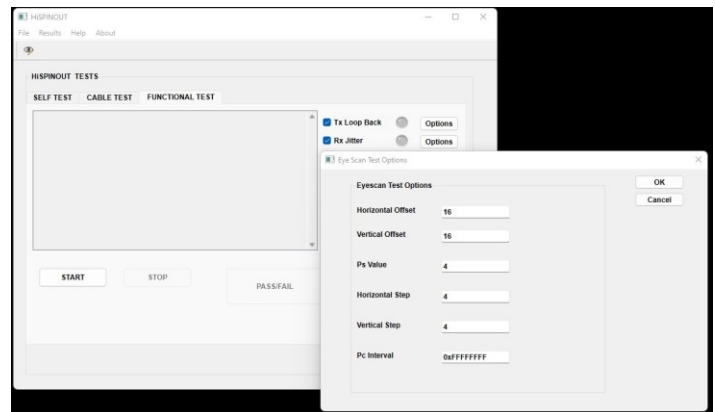 HiSPINOUT
File Results Help About
HiSPINOUT TESTS
SELF TEST CABLE TEST FUNCTIONAL TEST
Tx Loop Back Options
Rx Jitter Options
START STOP PASS/FAIL
Eye Scan Test Options
Eyescan Test Options
OK
Cancel
Horizontal Offset 16
Vertical Offset 16
Ps Value 4
Horizontal Step 4
Vertical Step 4
Pc Interval 0xFFFFFFFF